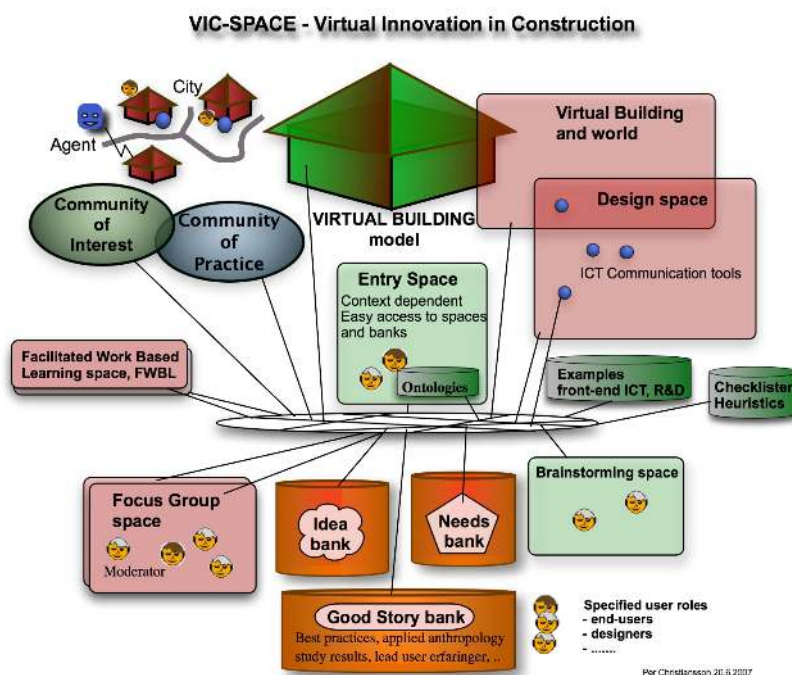 VIC-SPACE - Virtual Innovation in Construction
City
Agent
Virtual Building
and world
Community
of
Interest
Community
of
Practice
VIRTUAL BUILDING
model
Design space
ICT Communication tools
Entry Space
Context dependent
Easy access to spaces
and banks
Ontologies
Facilitated Work Based
Learning space, FWBL
Examples
front-end ICT, R&D
Checklister
Heuristics
Focus Group
space
Moderator
Idea
bank
Needs
bank
Brainstorming space
Good Story bank
Best practices, applied anthropology
study results, lead user erfaringer, ..
Specified user roles
- end-users
- designers
- .......
Per Christiansson 20.6.2007